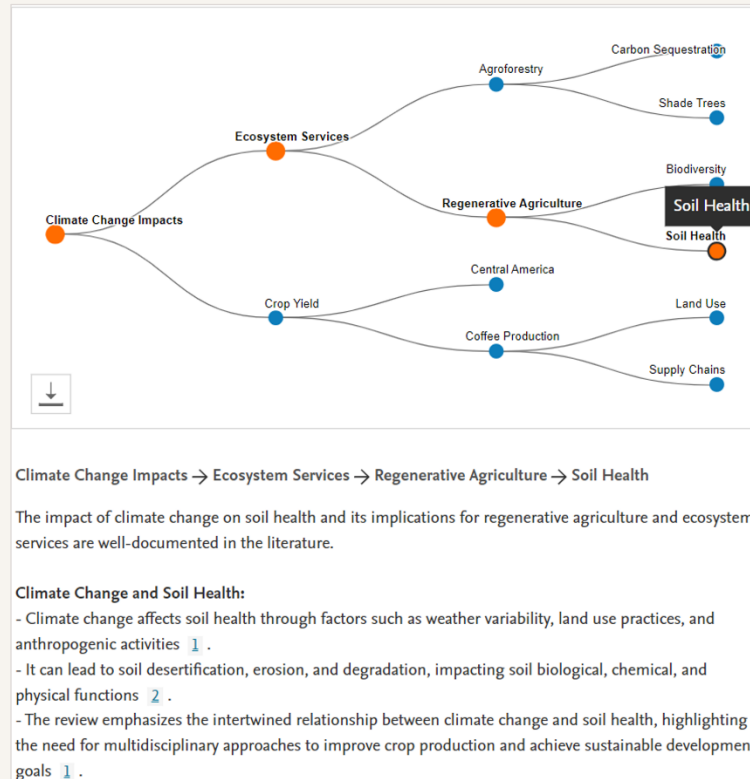 Carbon Sequestration
Agroforestry
Shade Trees
Ecosystem Services
Biodiversity
Regenerative Agriculture
Soil Health
Climate Change Impacts
Soil Health
Central America
Crop Yield
Land Use
Coffee Production
Supply Chains
Climate Change Impacts → Ecosystem Services → Regenerative Agriculture → Soil Health
The impact of climate change on soil health and its implications for regenerative agriculture and ecosystem
services are well-documented in the literature.
Climate Change and Soil Health:
- Climate change affects soil health through factors such as weather variability, land use practices, and
anthropogenic activities 1 .
- It can lead to soil desertification, erosion, and degradation, impacting soil biological, chemical, and
physical functions 2 .
- The review emphasizes the intertwined relationship between climate change and soil health, highlighting
the need for multidisciplinary approaches to improve crop production and achieve sustainable developmen
goals 1 .